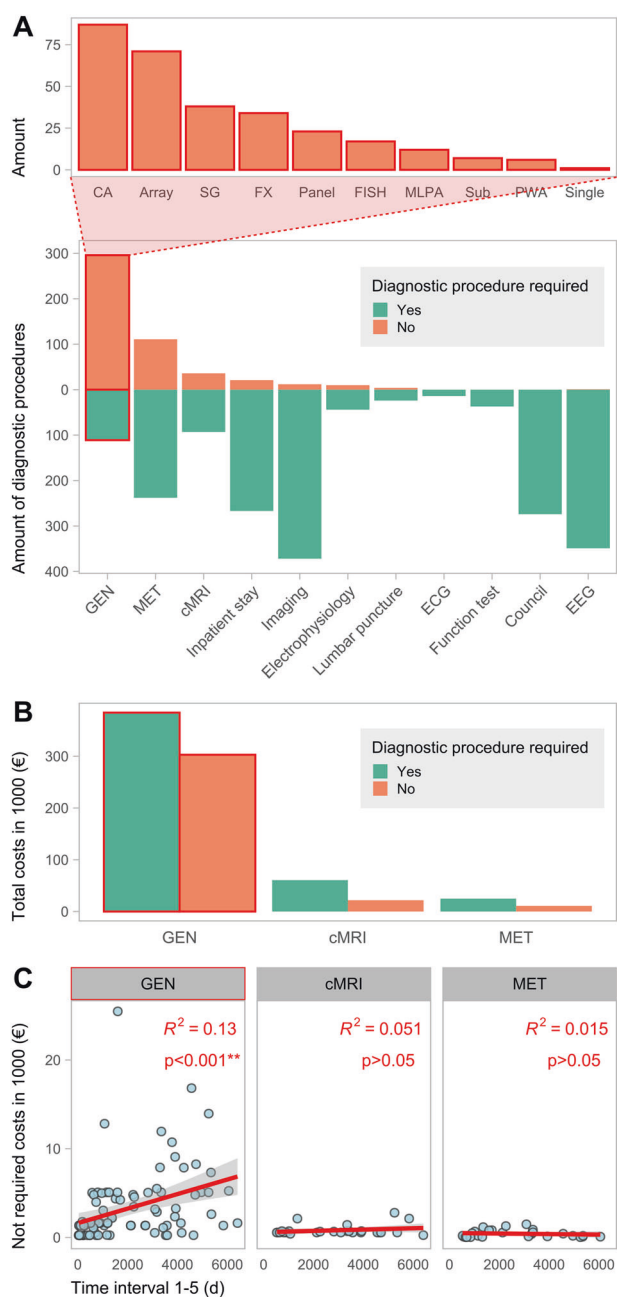 A
Amount
75
50
25
0
CA Array SG FX Panel FISH MLPA Sub PWA Single
Amount of diagnostic procedures
300
200
100
0
100
200
300
400
Diagnostic procedure required
Yes
No
GEN MET cMRI Inpatient stay Imaging Electrophysiology Lumbar puncture ECG Function test Council EEG
B
Total costs in 1000 (€)
300
200
100
0
Diagnostic procedure required
Yes
No
GEN cMRI MET
C
GEN cMRI MET
Not required costs in 1000 (€)
R² = 0.13 R² = 0.051 R² = 0.015
p<0.001** p>0.05 p>0.05
20
10
0
0 2000 4000 6000 0 2000 4000 6000 0 2000 4000 6000
Time interval 1-5 (d)